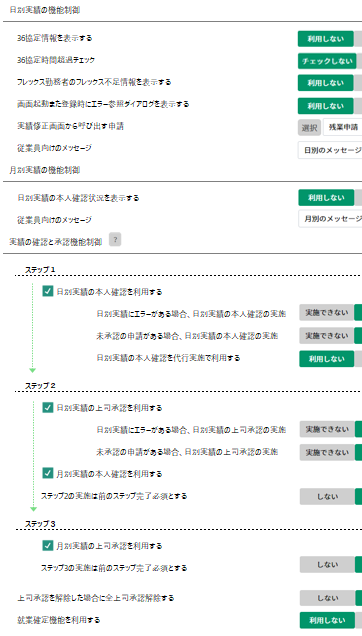 日別実績の機能制御
36協定情報を表示する 利用しない
36協定時間超過チェック チェックしない
フレックス勤務者のフレックス不足情報を表示する 利用しない
画面起動また登録時にエラー参照ダイアログを表示する 利用しない
実績修正画面から呼び出す申請 選択 残業申請
従業員向けのメッセージ 日別のメッセージ
月別実績の機能制御
日別実績の本人確認状況を表示する 利用しない
従業員向けのメッセージ 月別のメッセージ
実績の確認と承認機能制御 ?
ステップ1
日別実績の本人確認を利用する
日別実績にエラーがある場合、日別実績の本人確認の実施 実施できない
未承認の申請がある場合、日別実績の本人確認の実施 実施できない
日別実績の本人確認を代行実施で利用する 利用しない
ステップ2
日別実績の上司承認を利用する
日別実績にエラーがある場合、日別実績の上司承認の実施 実施できない
未承認の申請がある場合、日別実績の上司承認の実施 実施できない
月別実績の本人確認を利用する
ステップ2の実施は前のステップ完了必須とする しない
ステップ3
月別実績の上司承認を利用する
ステップ3の実施は前のステップ完了必須とする しない
上司承認を解除した場合に全上司承認解除する しない
就業確定機能を利用する 利用しない